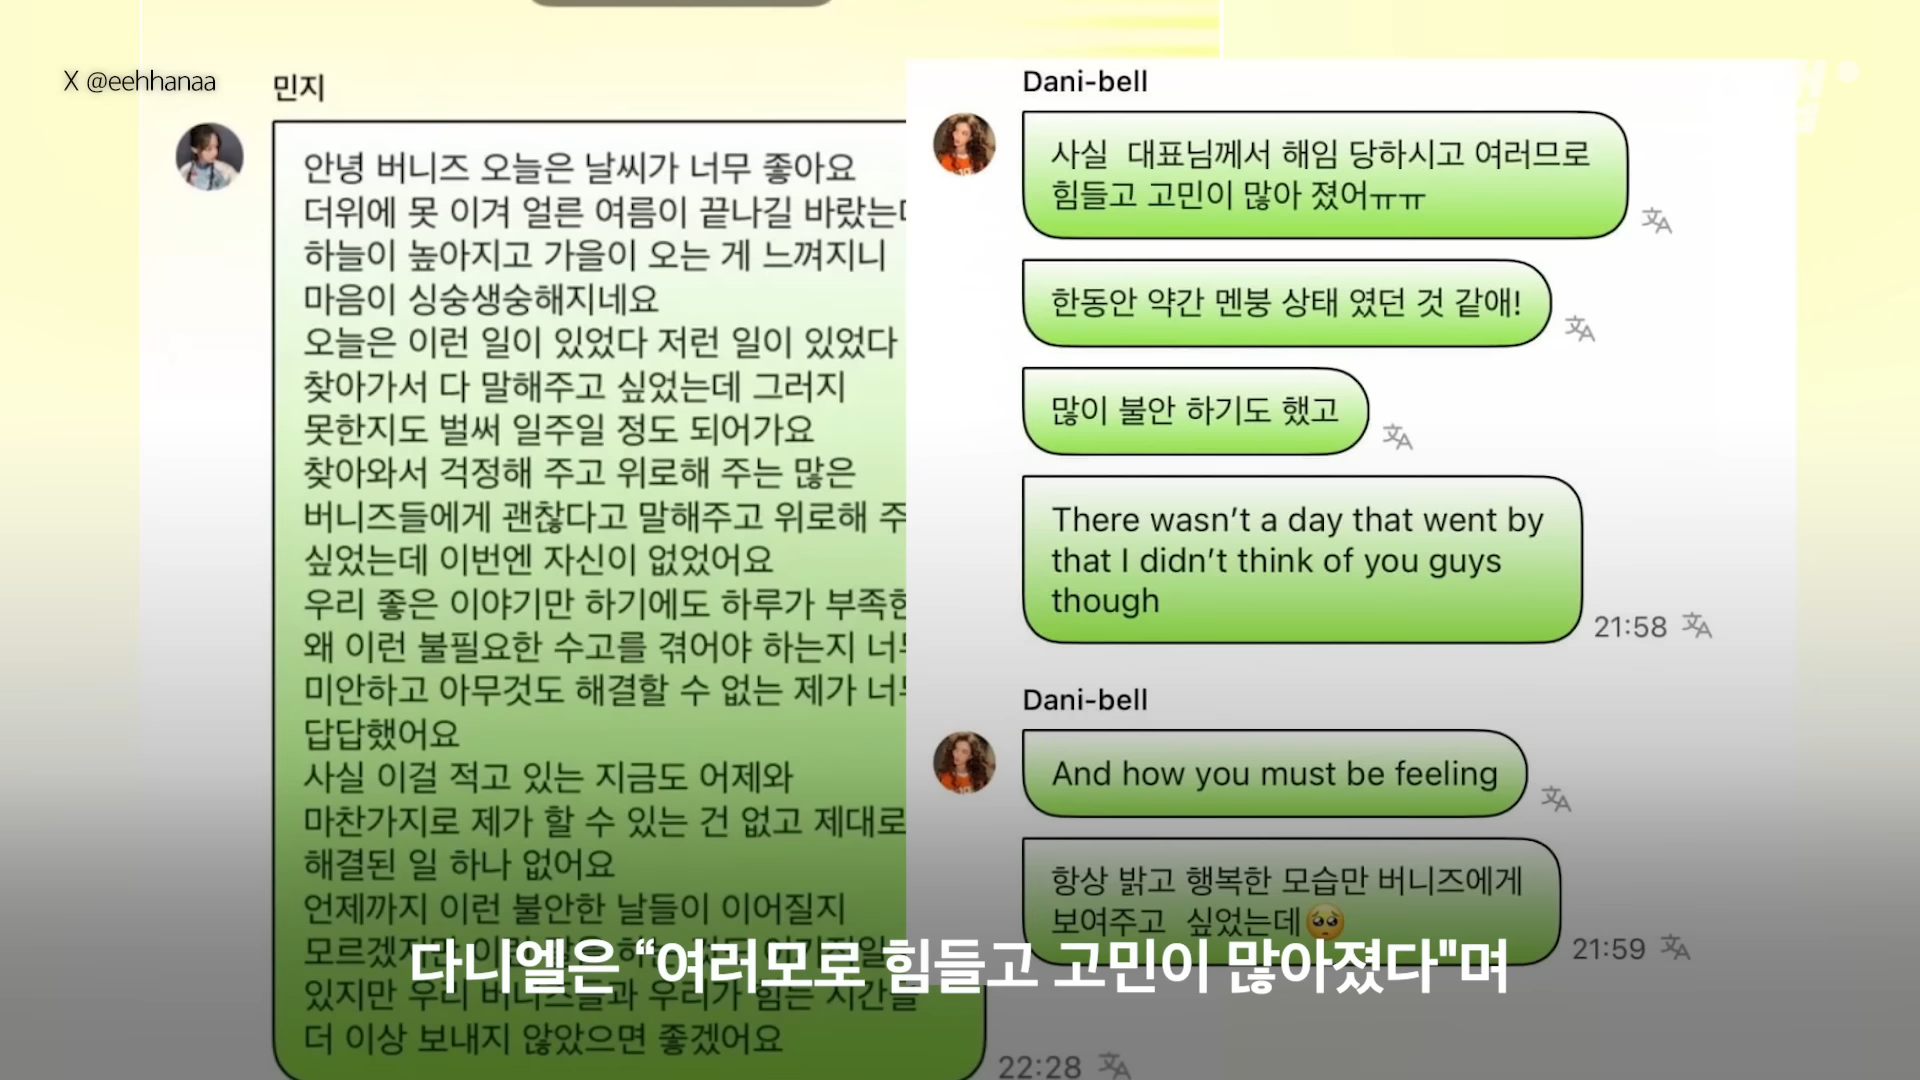 X @eehhanaa
민지
안녕 버니즈 오늘은 날씨가 너무 좋아요
더위에 못 이겨 얼른 여름이 끝나길
하늘이 높아지고 가을이 오는 게 느껴지니
마음이 싱숭생숭해지네요
오늘은 이런 일이 있었다 저런 일이 있었다
찾아가서 다 말해주고 싶었는데 그러지
못한지도 벌써 일주일 정도 되어가요
찾아와서 걱정해 주고 위로해 주는 많은
버니즈들에게 괜찮다고 말해주고 위로해 주
싶었는데 이번엔 자신이 없었어요
우리 좋은 이야기만 하기에도 하루가
왜 이런 불필요한 수고를 겪어야 하는지
미안하고 아무것도 해결할 수 없는 제가
답답했어요
사실 이걸 적고 있는 지금도 어제와
마찬가지로 제가 할 수 있는 건 없고 제대로
해결된 일 하나 없어요
언제까지 이런 불안한 날들이 이어질지
있지만 우리 버니즈들과 우리가 힘든 시간을
더 이상 보내지 않았으면 좋겠어요
22:28
Dani-bell
사실 대표님께서 해임 당하시고 여러므로
힘들고 고민이 많아 졌어ㅠㅠ
한동안 약간 멘붕 상태 였던 것 같애!
많이 불안 하기도 했고
There wasn't a day that went by
that I didn't think of you guys
though
21:58
Dani-bell
And how you must be feeling
항상 밝고 행복한 모습만 버니즈에게
보여주고 싶었는데🥺
21:59
다니엘은 “여러모로 힘들고 고민이 많아졌다"며